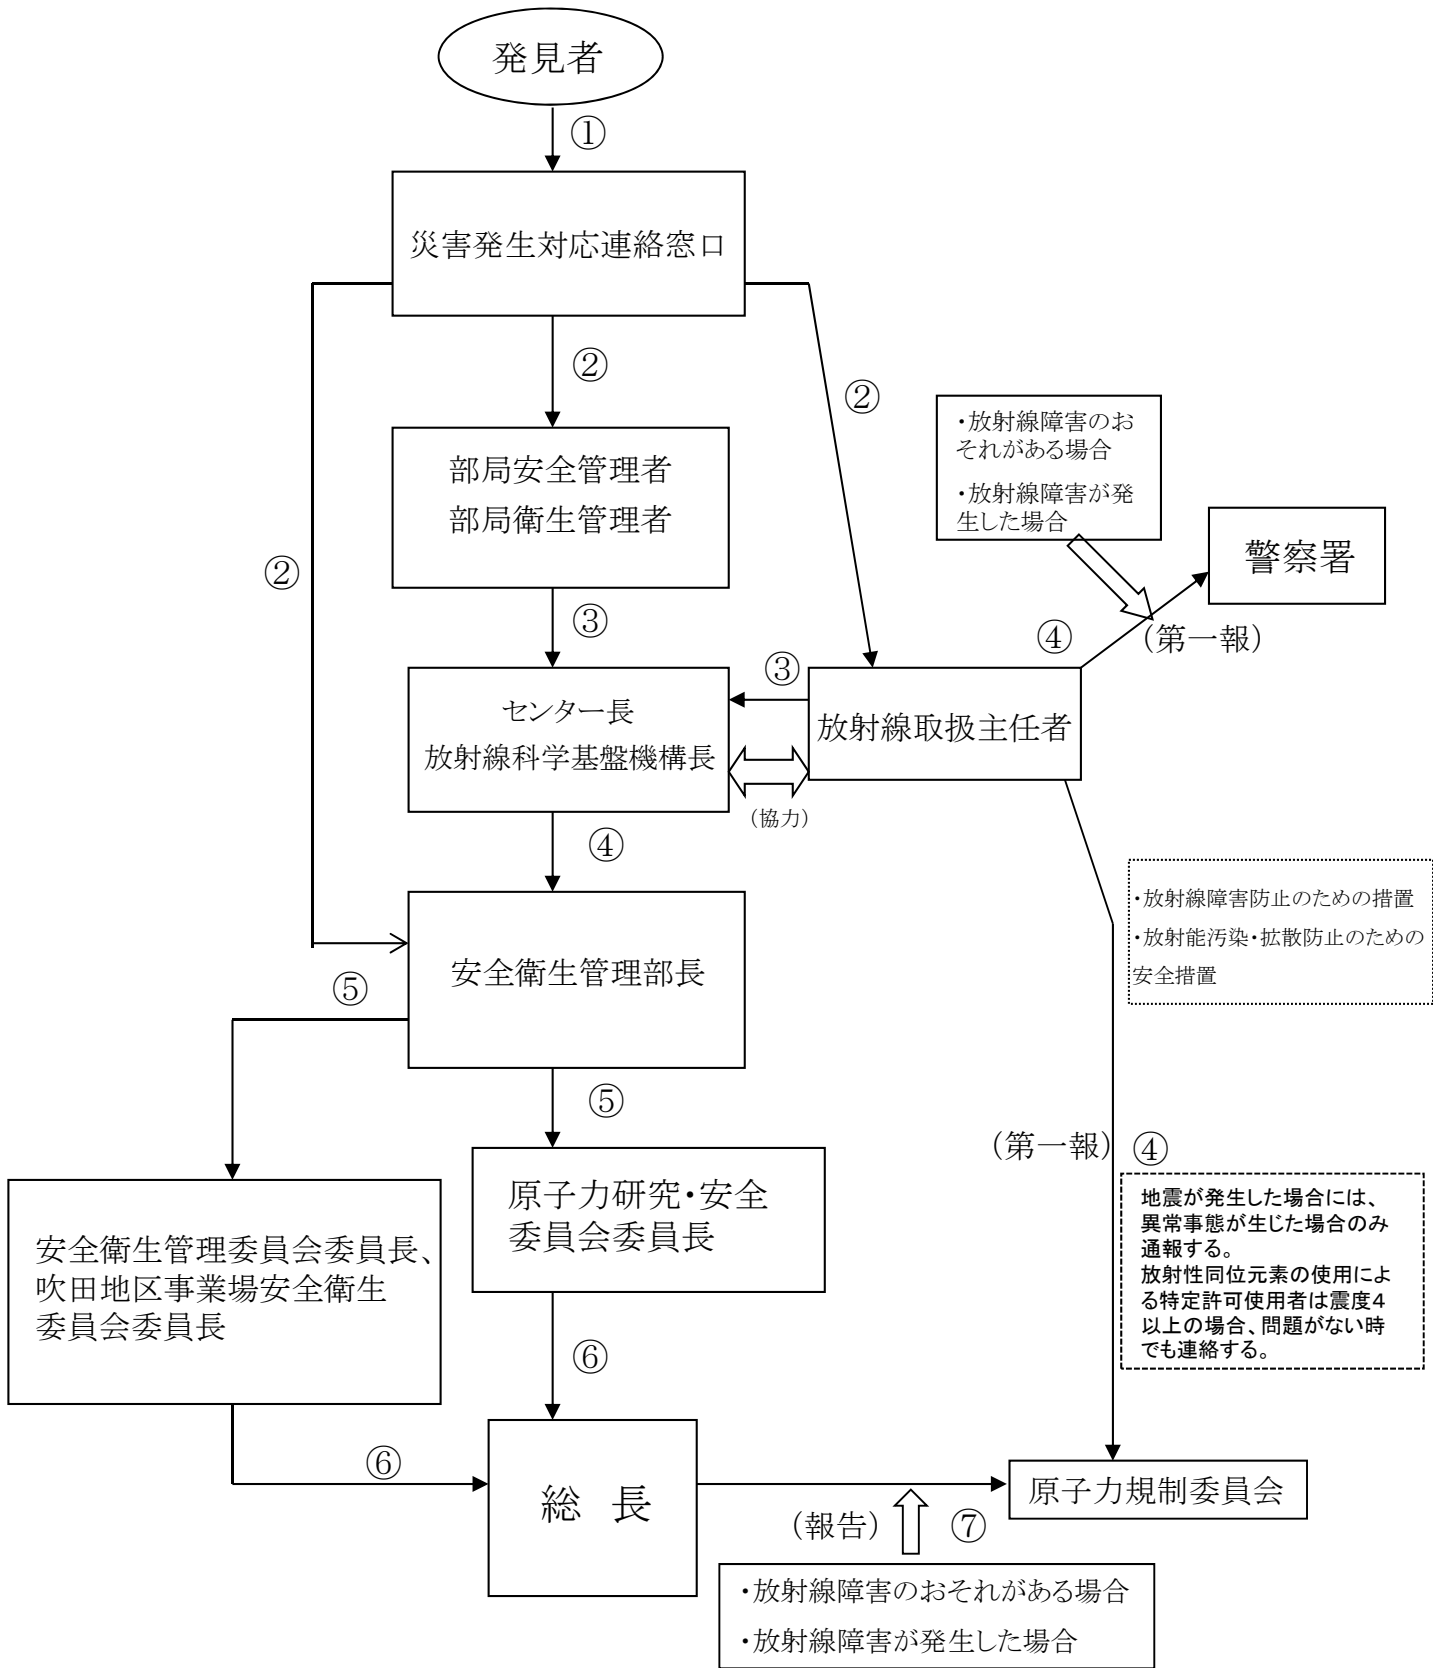 発見者
①
災害発生対応連絡窓口
②
②
②
部局安全管理者
部局衛生管理者
・放射線障害のお
それがある場合
・放射線障害が発
生した場合
警察署
③
③
④
(第一報)
センター長
放射線科学基盤機構長
放射線取扱主任者
(協力)
④
・放射線障害防止のための措置
・放射能汚染・拡散防止のための
安全措置
安全衛生管理部長
⑤
⑤
(第一報)
④
地震が発生した場合には、
異常事態が生じた場合のみ
通報する。
放射性同位元素の使用によ
る特定許可使用者は震度4
以上の場合、問題がない時
でも連絡する。
原子力研究・安全
委員会委員長
安全衛生管理委員会委員長、
吹田地区事業場安全衛生
委員会委員長
⑥
⑥
総 長
原子力規制委員会
(報告)
⑦
・放射線障害のおそれがある場合
・放射線障害が発生した場合